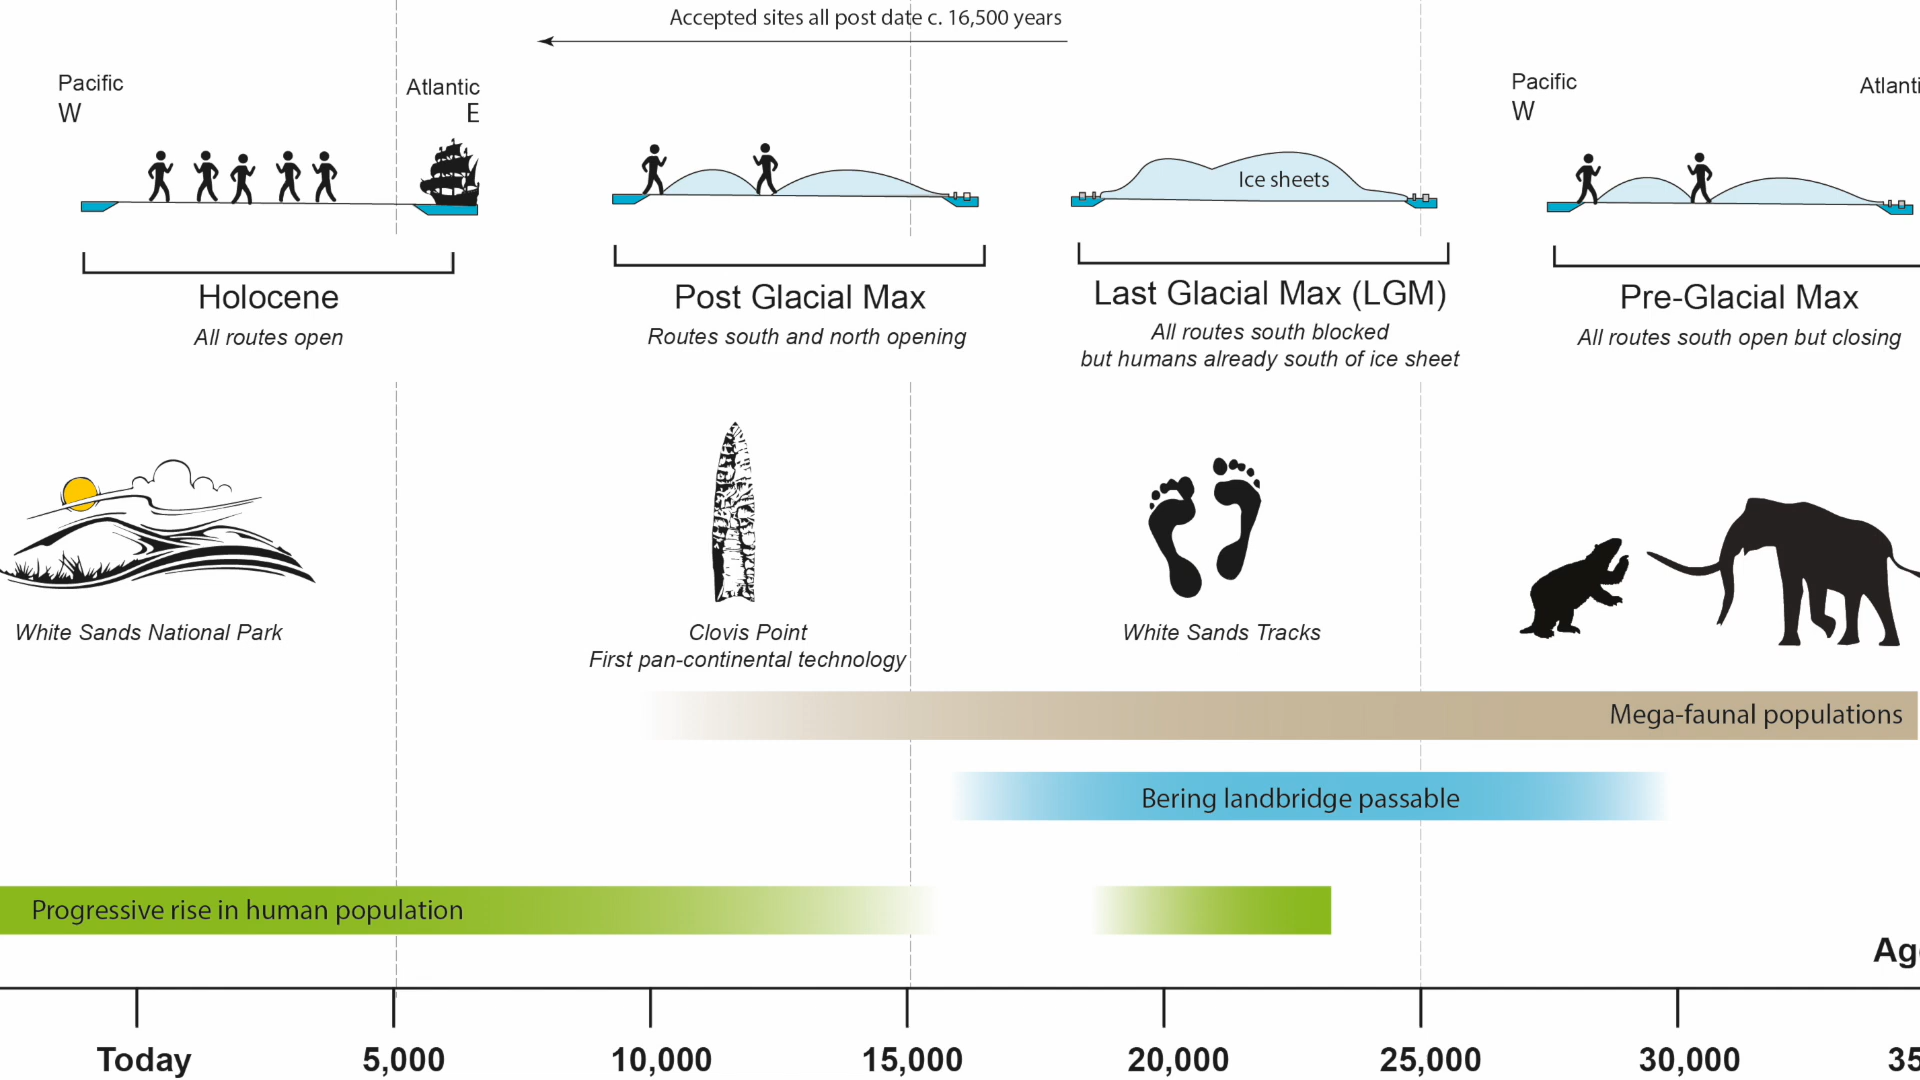 Accepted sites all post date c. 16,500 years
Pacific
W
Atlantic
E
Pacific
W
Atlanti
Ice sheets
Holocene
All routes open
Post Glacial Max
Routes south and north opening
Last Glacial Max (LGM)
All routes south blocked
but humans already south of ice sheet
Pre-Glacial Max
All routes south open but closing
White Sands National Park
Clovis Point
First pan-continental technology
White Sands Tracks
Mega-faunal populations
Bering landbridge passable
Progressive rise in human population
Ag
Today
5,000
10,000
15,000
20,000
25,000
30,000
35